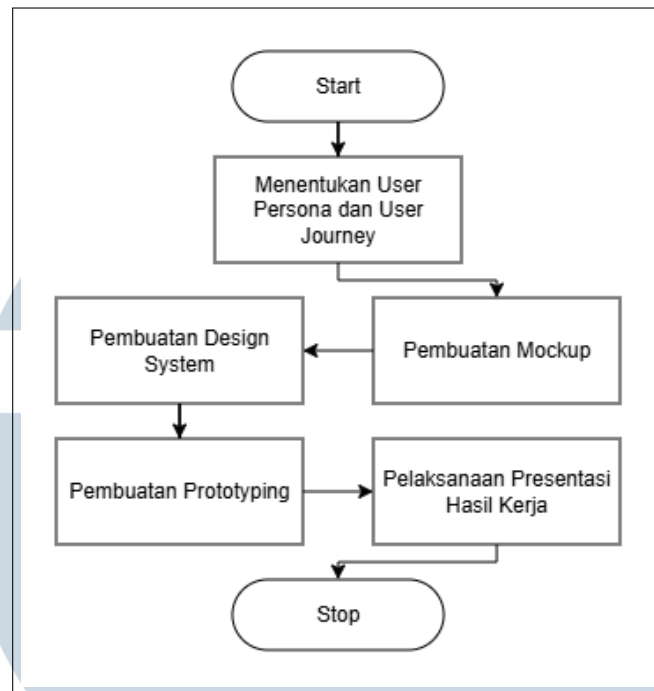 Start
Menentukan User
Persona dan User
Journey
Pembuatan Mockup
Pembuatan Design
System
Pembuatan Prototyping
Pelaksanaan Presentasi
Hasil Kerja
Stop